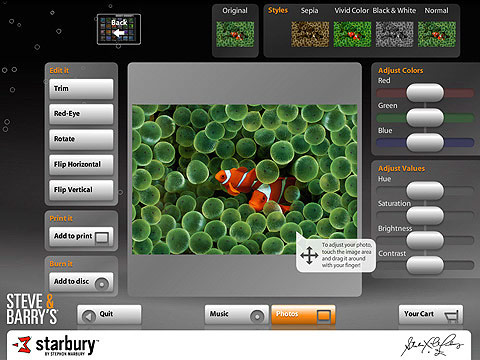 Back
Original
Styles
Sepia
Vivid Color
Black & White
Normal
Edit it
Trim
Red-Eye
Rotate
Flip Horizontal
Flip Vertical
Print it
Add to print
Burn it
Add to disc
Adjust Colors
Red
Green
Blue
Adjust Values
Hue
Saturation
Brightness
Contrast
To adjust your photo,
touch the image area
and drag it around
with your finger!
STEVE &
BARRY'S
Quit
Music
Photos
Your Cart
starbury™
BY STEPHON MARBURY